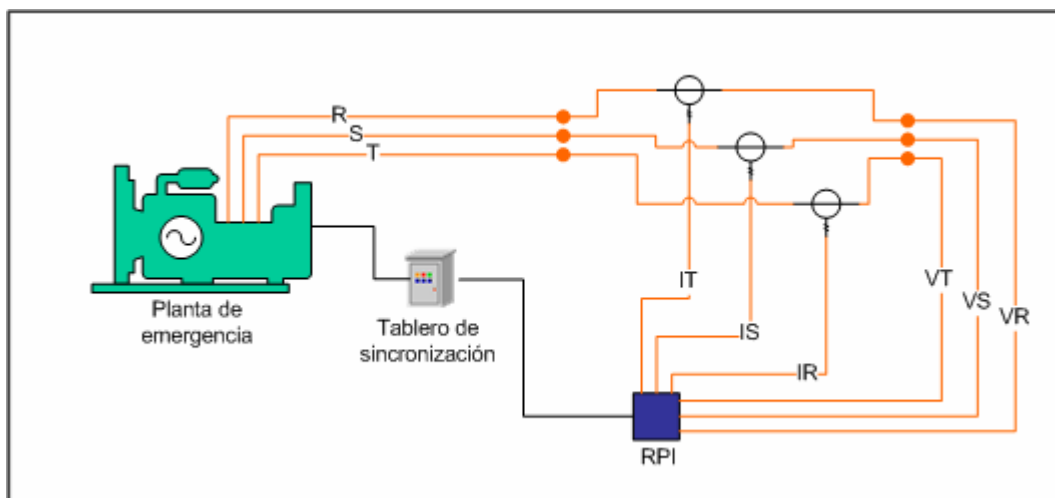 R
S
T
IT
VT
VS
VR
Planta de
emergencia
Tablero de
sincronización
IS
IR
RPI